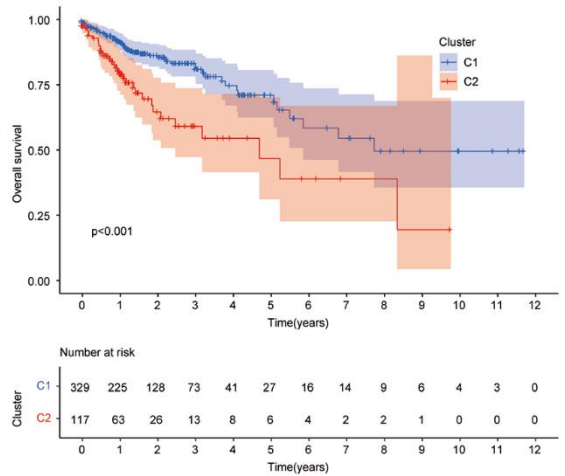 Cluster
C1
C2
1.00
0.75
0.50
0.25
0.00
Overall survival
p<0.001
0 1 2 3 4 5 6 7 8 9 10 11 12
Time(years)
Number at risk
Cluster
C1 329 225 128 73 41 27 16 14 9 6 4 3 0
C2 117 63 26 13 8 6 4 2 2 1 0 0 0
0 1 2 3 4 5 6 7 8 9 10 11 12
Time(years)